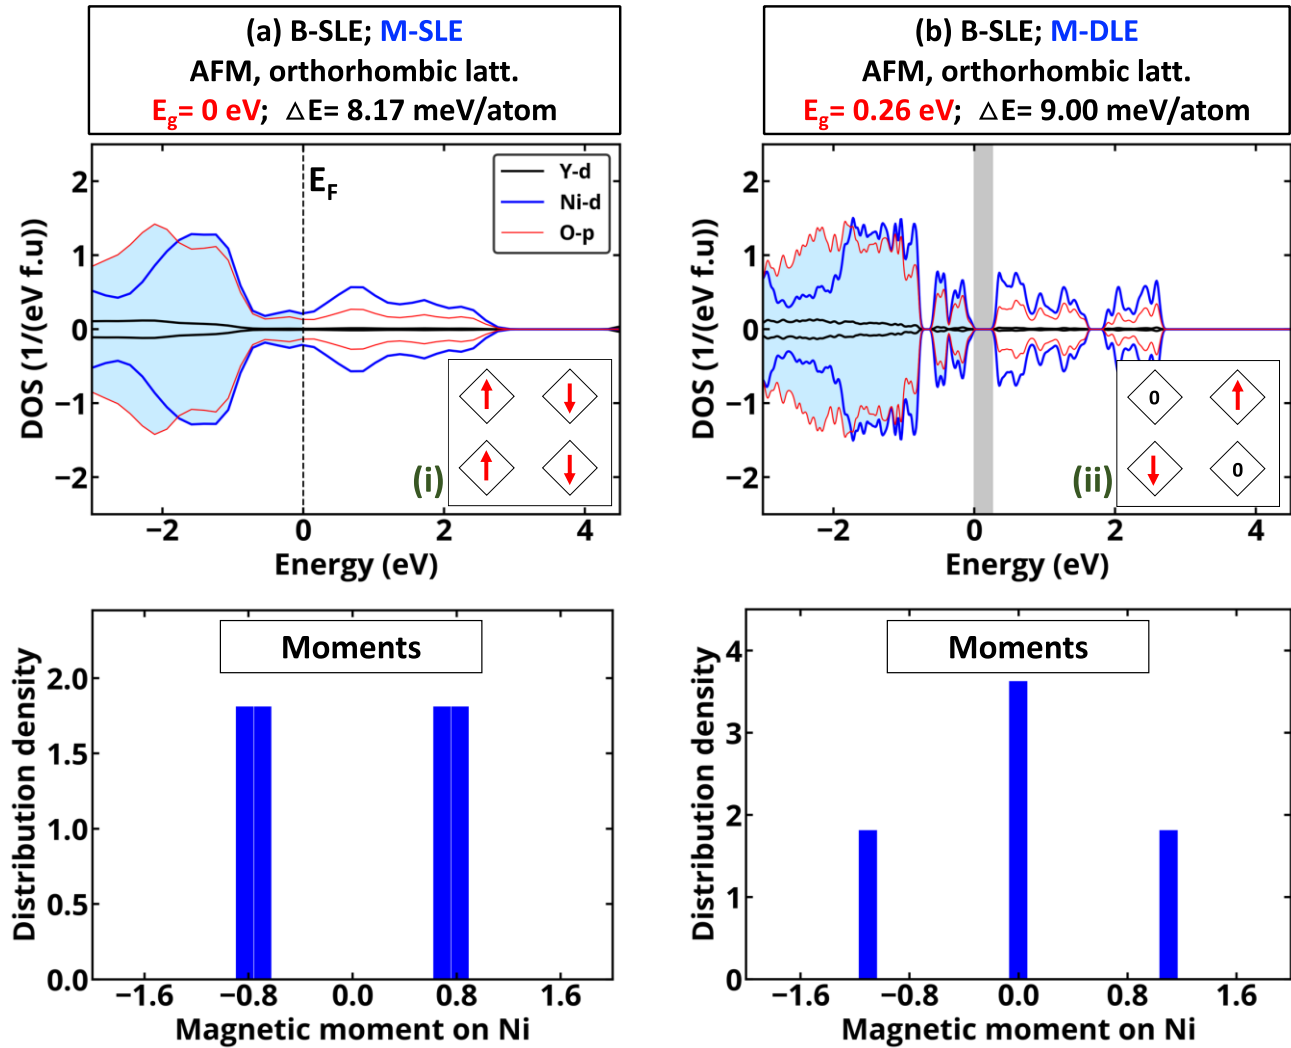 (a) B-SLE; M-SLE
AFM, orthorhombic latt.
Eg= 0 eV; △E= 8.17 meV/atom
EF
Y-d
Ni-d
O-p
2
1
0
−1
−2
DOS (1/(eV f.u))
(i)
−2 0 2 4
Energy (eV)
(b) B-SLE; M-DLE
AFM, orthorhombic latt.
Eg= 0.26 eV; △E= 9.00 meV/atom
2
1
0
−1
−2
DOS (1/(eV f.u))
0
0
(ii)
−2 0 2 4
Energy (eV)
Moments
2.0
1.5
1.0
0.5
0.0
Distribution density
−1.6 −0.8 0.0 0.8 1.6
Magnetic moment on Ni
Moments
4
3
2
1
0
Distribution density
−1.6 −0.8 0.0 0.8 1.6
Magnetic moment on Ni